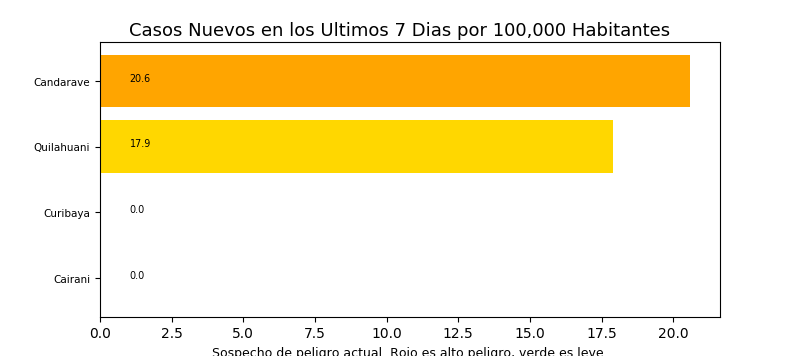 Casos Nuevos en los Ultimos 7 Dias por 100,000 Habitantes
Candarave
20.6
Quilahuani
17.9
Curibaya
0.0
Cairani
0.0
0.0 2.5 5.0 7.5 10.0 12.5 15.0 17.5 20.0
Sospecho de peligro actual. Rojo es alto peligro, verde es leve